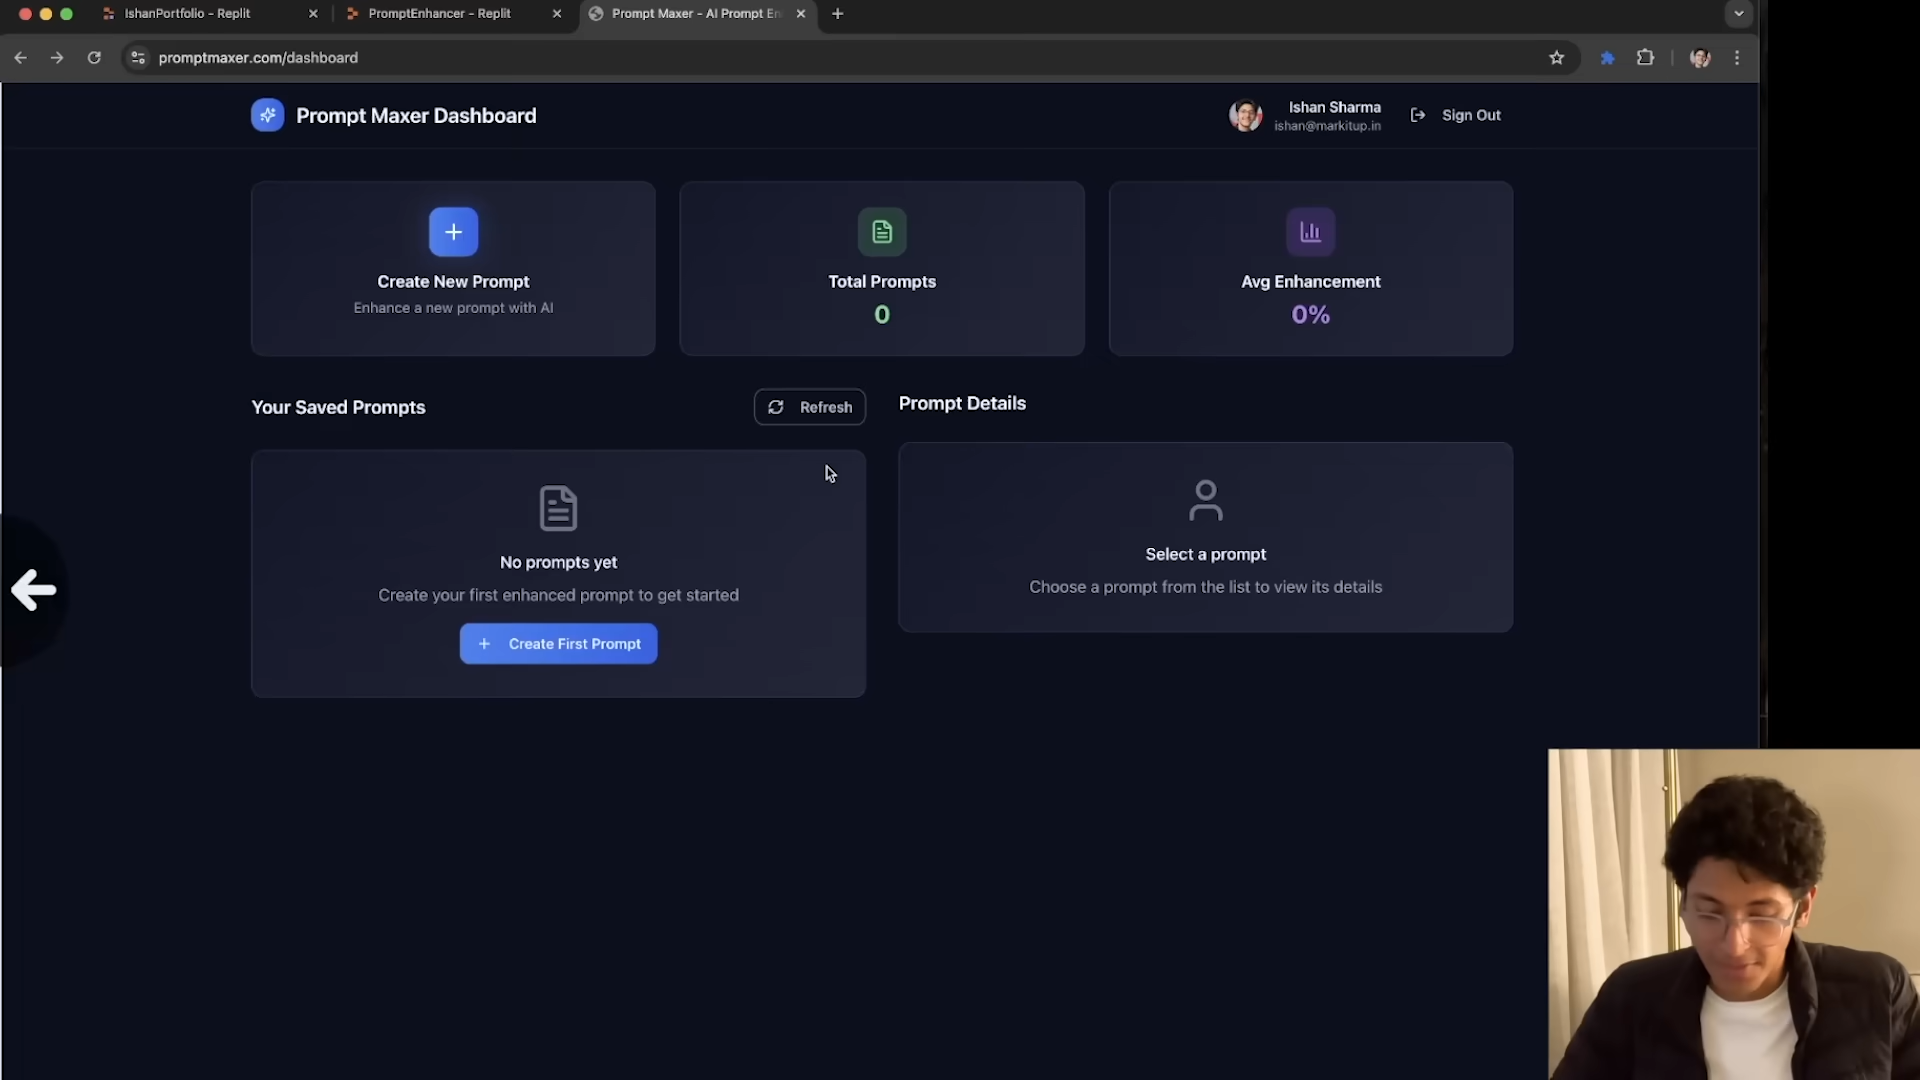 IshanPortfolio - Replit
PromptEnhancer - Replit
Prompt Maxer - AI Prompt En
promptmaxer.com/dashboard
Prompt Maxer Dashboard
Ishan Sharma
ishan@markitup.in
Sign Out
Create New Prompt
Enhance a new prompt with AI
Total Prompts
0
Avg Enhancement
0%
Your Saved Prompts
Refresh
Prompt Details
No prompts yet
Create your first enhanced prompt to get started
Create First Prompt
Select a prompt
Choose a prompt from the list to view its details